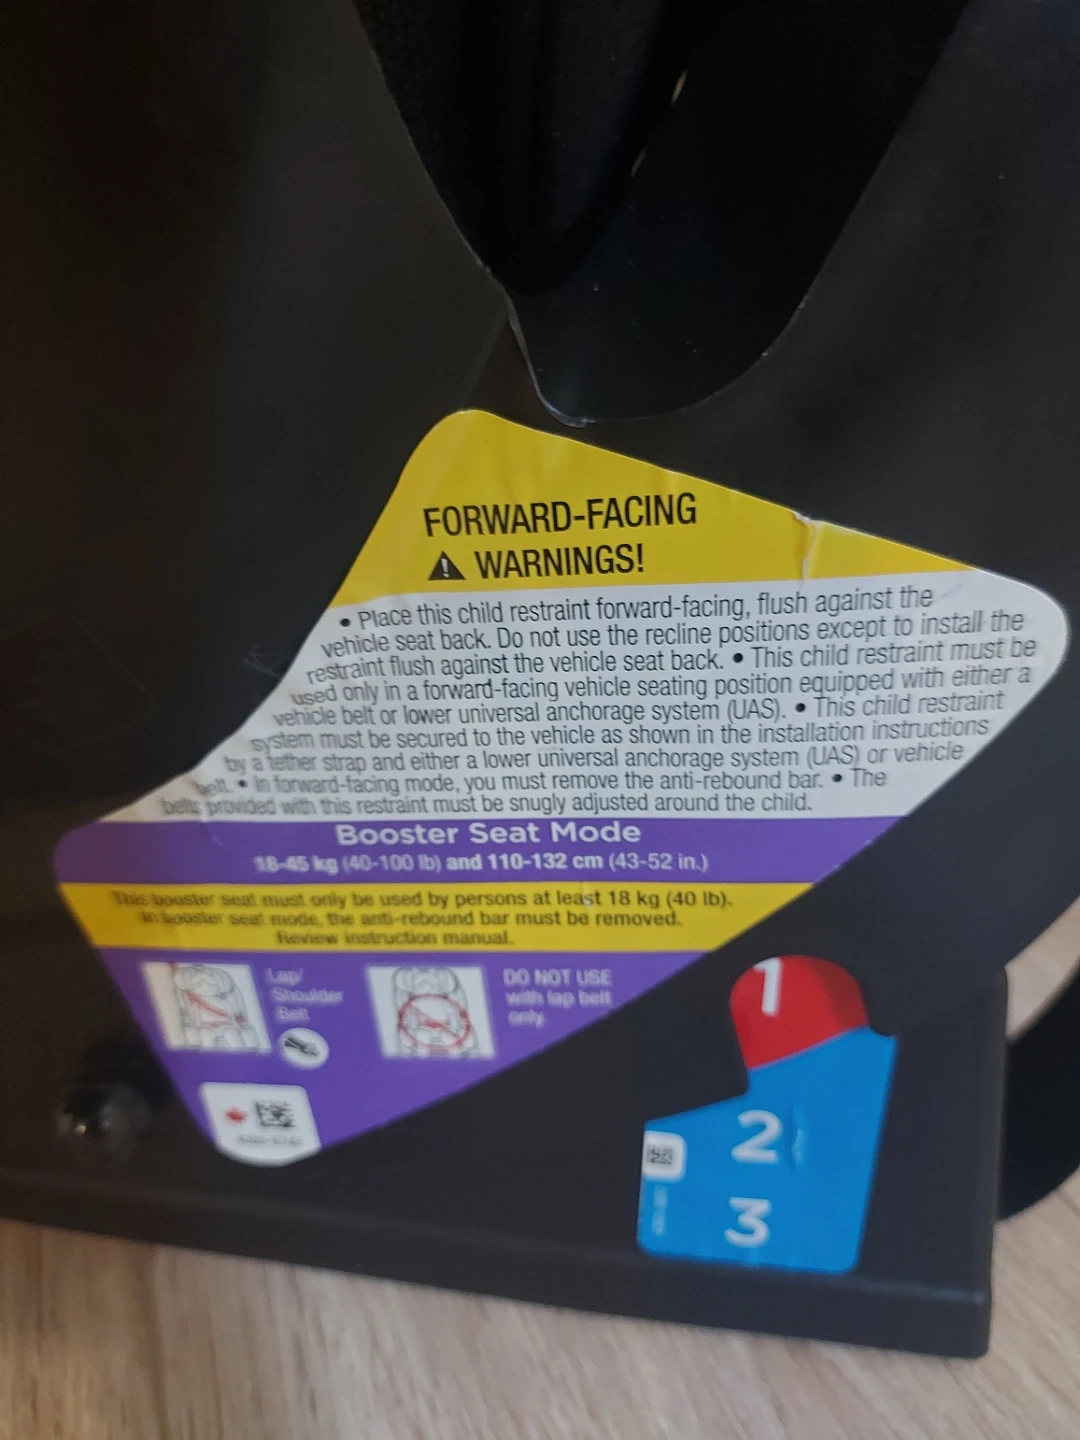 FORWARD-FACING
WARNINGS!
• Place this child restraint forward-facing, flush against the
vehicle seat back. Do not use the recline positions except to install the
restraint flush against the vehicle seat back. • This child restraint must be
used only in a forward-facing vehicle seating position equipped with either a
vehicle belt or lower universal anchorage system (UAS). • This child restraint
system must be secured to the vehicle as shown in the installation instructions
by a tether strap and either a lower universal anchorage system (UAS) or vehicle
belt. • In forward-facing mode, you must remove the anti-rebound bar. • The
belts provided with this restraint must be snugly adjusted around the child.
Booster Seat Mode
18-45 kg (40-100 lb) and 110-132 cm (43-52 in.)
This booster seat must only be used by persons at least 18 kg (40 lb).
In booster seat mode, the anti-rebound bar must be removed.
Review instruction manual.
Lap/
Shoulder
Belt
DO NOT USE
with lap belt
only.
1
2
3